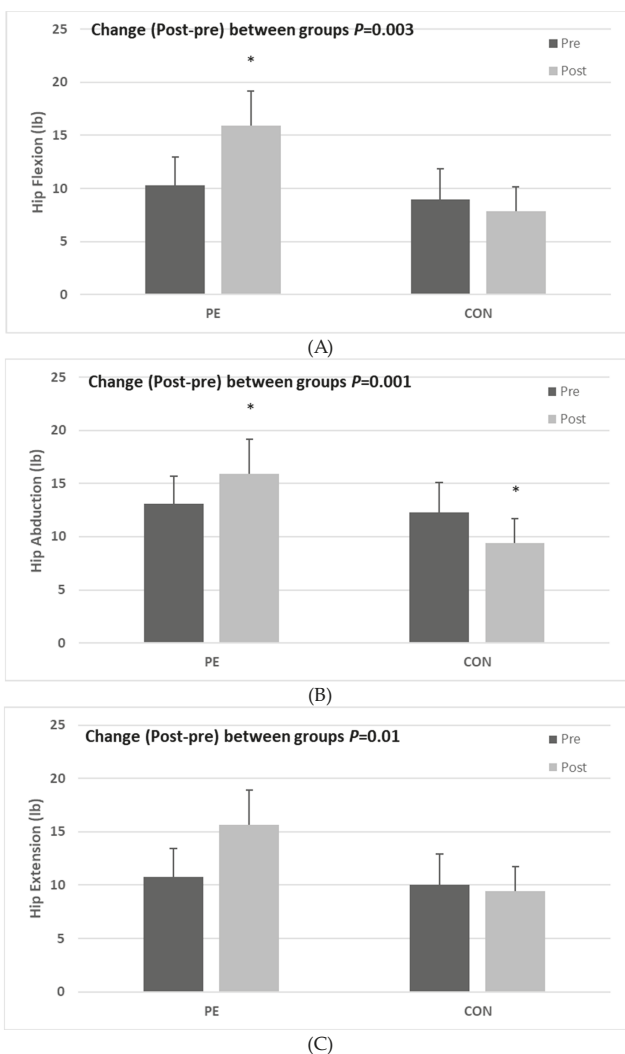 Change (Post-pre) between groups P=0.003
Pre
Post
*
Hip Flexion (lb)
25
20
15
10
5
0
PE
CON
(A)
Change (Post-pre) between groups P=0.001
Pre
Post
*
*
Hip Abduction (lb)
25
20
15
10
5
0
PE
CON
(B)
Change (Post-pre) between groups P=0.01
Pre
Post
Hip Extension (lb)
25
20
15
10
5
0
PE
CON
(C)